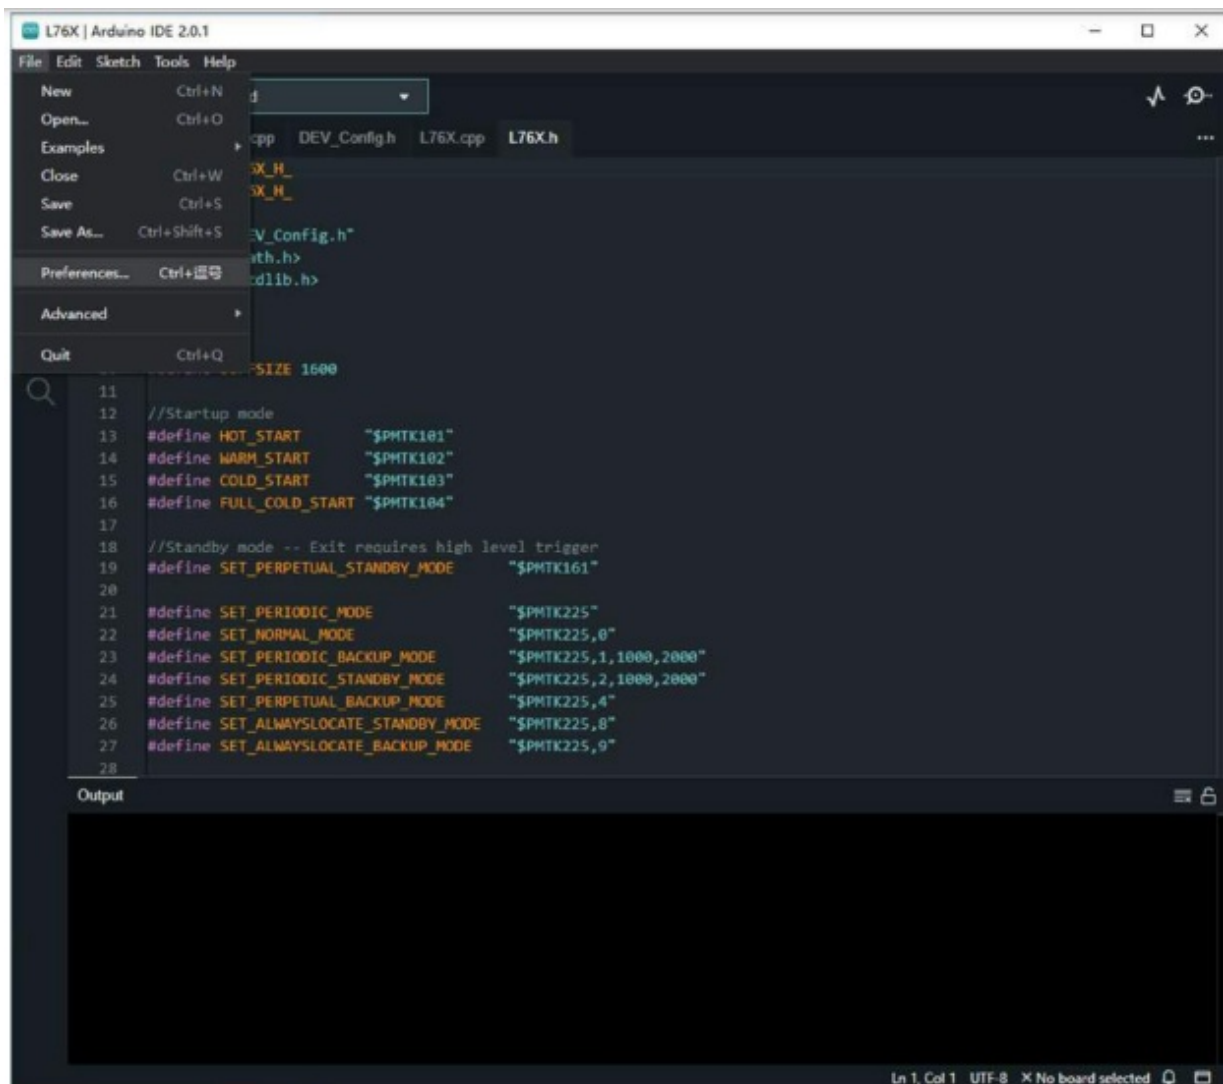 L76X | Arduino IDE 2.0.1
File Edit Sketch Tools Help
New Ctrl+N
Open... Ctrl+O
Examples
Close Ctrl+W
Save Ctrl+S
Save As... Ctrl+Shift+S
Preferences... Ctrl+逗号
Advanced
Quit Ctrl+Q
d
cpp DEV_Config.h L76X.cpp L76X.h
6X_H_
6X_H_
EV_Config.h"
ath.h>
tdlib.h>
FSIZE 1600
11
12 //Startup mode
13 #define HOT_START "$PMTK101"
14 #define WARM_START "$PMTK102"
15 #define COLD_START "$PMTK103"
16 #define FULL_COLD_START "$PMTK104"
17
18 //Standby mode -- Exit requires high level trigger
19 #define SET_PERPETUAL_STANDBY_MODE "$PMTK161"
20
21 #define SET_PERIODIC_MODE "$PMTK225"
22 #define SET_NORMAL_MODE "$PMTK225,0"
23 #define SET_PERIODIC_BACKUP_MODE "$PMTK225,1,1000,2000"
24 #define SET_PERIODIC_STANDBY_MODE "$PMTK225,2,1000,2000"
25 #define SET_PERPETUAL_BACKUP_MODE "$PMTK225,4"
26 #define SET_ALWAYSLOCATE_STANDBY_MODE "$PMTK225,8"
27 #define SET_ALWAYSLOCATE_BACKUP_MODE "$PMTK225,9"
28
Output
Ln 1, Col 1 UTF-8 No board selected